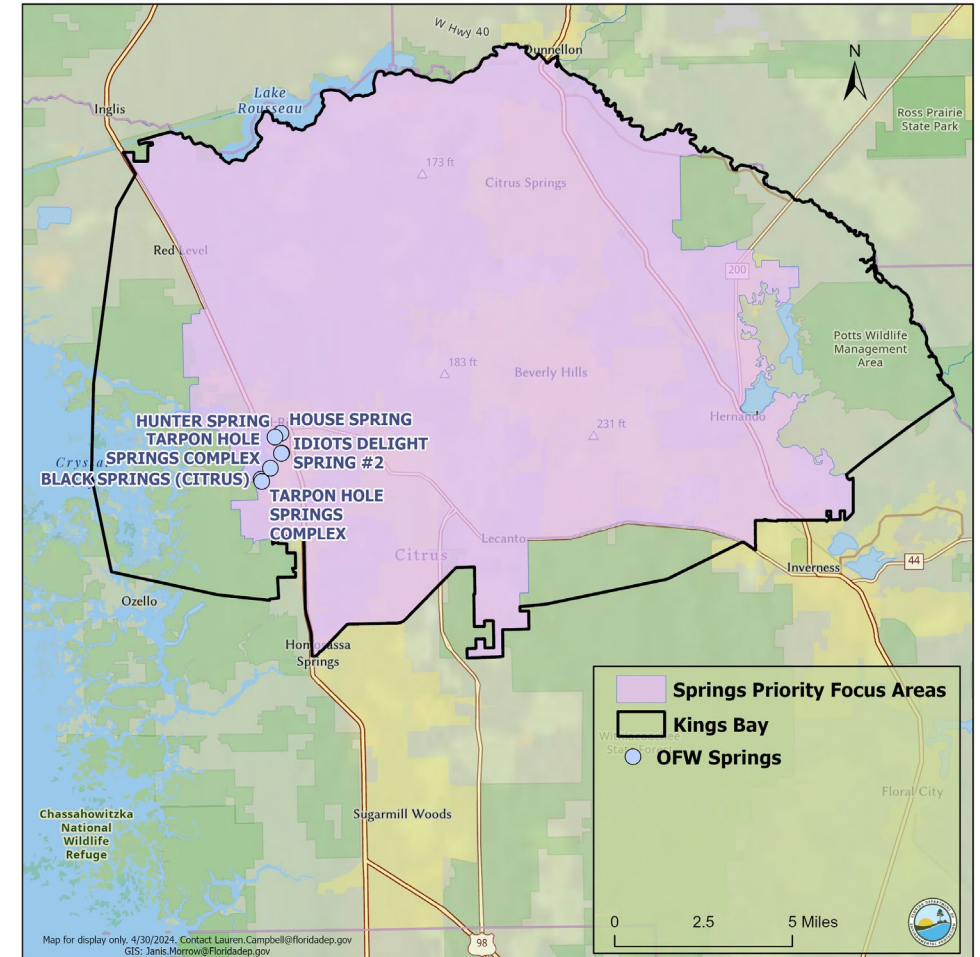 W Hwy 40
Dunnellon
N
Lake
Rousseau
Inglis
Ross Prairie
State Park
173 ft
Citrus Springs
Red Level
200
Potts Wildlife
Management
Area
183 ft
Beverly Hills
231 ft
Hernando
HUNTER SPRING
HOUSE SPRING
TARPON HOLE
SPRINGS COMPLEX
IDIOTS DELIGHT
SPRING #2
BLACK SPRINGS (CITRUS)
TARPON HOLE
SPRINGS
COMPLEX
Lecanto
Citrus
44
Inverness
Ozello
Homosassa
Springs
Springs Priority Focus Areas
Kings Bay
OFW Springs
Floral City
Sugarmill Woods
Chassahowitzka
National
Wildlife
Refuge
0 2.5 5 Miles
98
Map for display only. 4/30/2024. Contact Lauren.Campbell@floridadep.gov
GIS: Janis.Morrow@Floridadep.gov